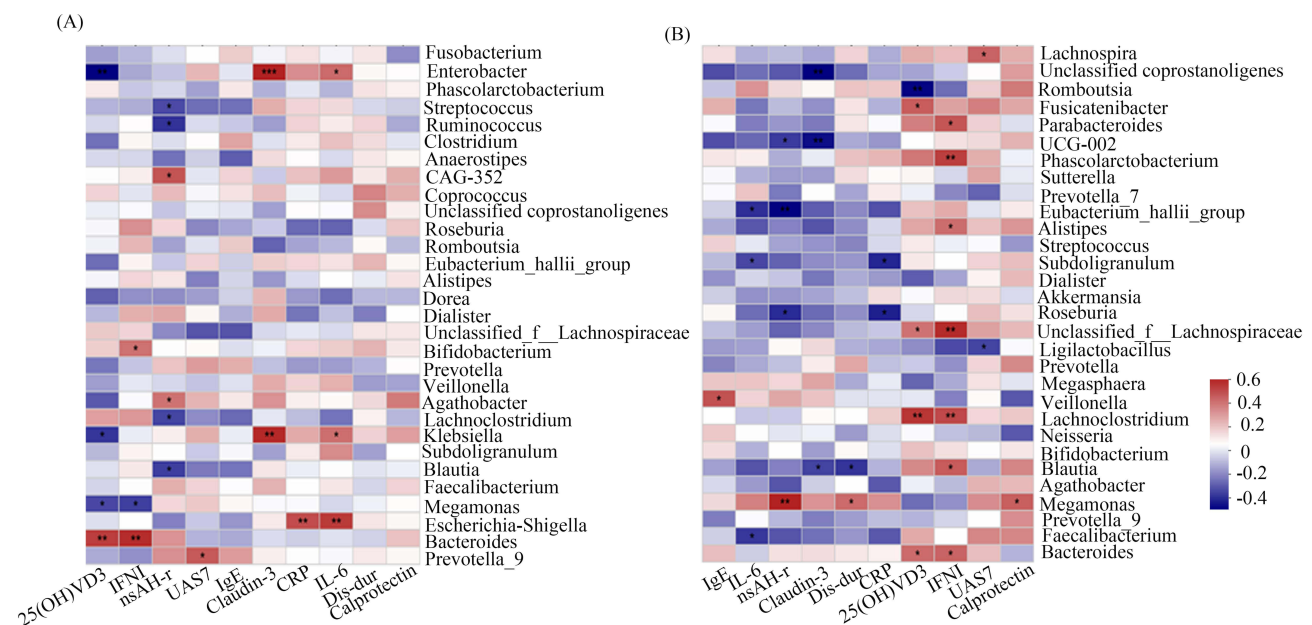 (A)
Fusobacterium
Enterobacter
Phascolarctobacterium
Streptococcus
Ruminococcus
Clostridium
Anaerostipes
CAG-352
Coprococcus
Unclassified coprostanoligenes
Roseburia
Romboutsia
Eubacterium_hallii_group
Alistipes
Dorea
Dialister
Unclassified_f__Lachnospiraceae
Bifidobacterium
Prevotella
Veillonella
Agathobacter
Lachnoclostridium
Klebsiella
Subdoligranulum
Blautia
Faecalibacterium
Megamonas
Escherichia-Shigella
Bacteroides
Prevotella_9
25(OH)VD3
IFNI
nsAH-r
UAS7
IgE
Claudin-3
CRP
IL-6
Dis-dur
Calprotectin
(B)
Lachnospira
Unclassified coprostanoligenes
Romboutsia
Fusicatenibacter
Parabacteroides
UCG-002
Phascolarctobacterium
Sutterella
Prevotella_7
Eubacterium_hallii_group
Alistipes
Streptococcus
Subdoligranulum
Dialister
Akkermansia
Roseburia
Unclassified_f__Lachnospiraceae
Ligilactobacillus
Prevotella
Megasphaera
Veillonella
Lachnoclostridium
Neisseria
Bifidobacterium
Blautia
Agathobacter
Megamonas
Prevotella_9
Faecalibacterium
Bacteroides
IgE
IL-6
nsAH-r
Claudin-3
Dis-dur
CRP
25(OH)VD3
IFNI
UAS7
Calprotectin
0.6
0.4
0.2
0
-0.2
-0.4